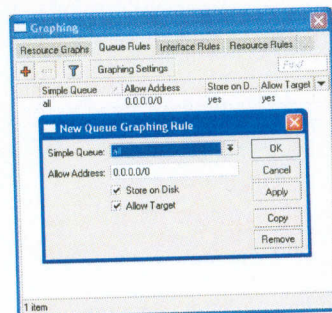 Graphing
Resource Graphs Queue Rules Interface Rules Resource Rules ...
Graphing Settings Find
Simple Queue Allow Address Store on D... Allow Target
all 0.0.0.0/0 yes yes
New Queue Graphing Rule
Simple Queue: all
Allow Address: 0.0.0.0/0
Store on Disk
Allow Target
OK
Cancel
Apply
Copy
Remove
1 item